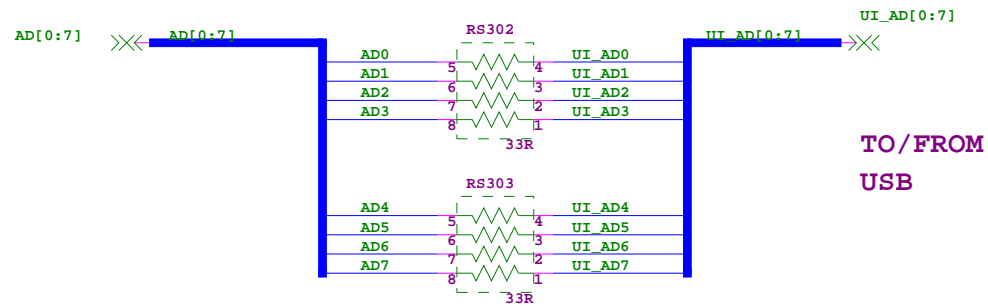 UI_AD[0:7]
AD[0:7] AD[0:7] RS302 UI_AD[0:7]
AD0 5 4 UI_AD0
AD1 6 3 UI_AD1
AD2 7 2 UI_AD2
AD3 8 1 UI_AD3
33R
TO/FROM
USB
RS303
AD4 5 4 UI_AD4
AD5 6 3 UI_AD5
AD6 7 2 UI_AD6
AD7 8 1 UI_AD7
33R